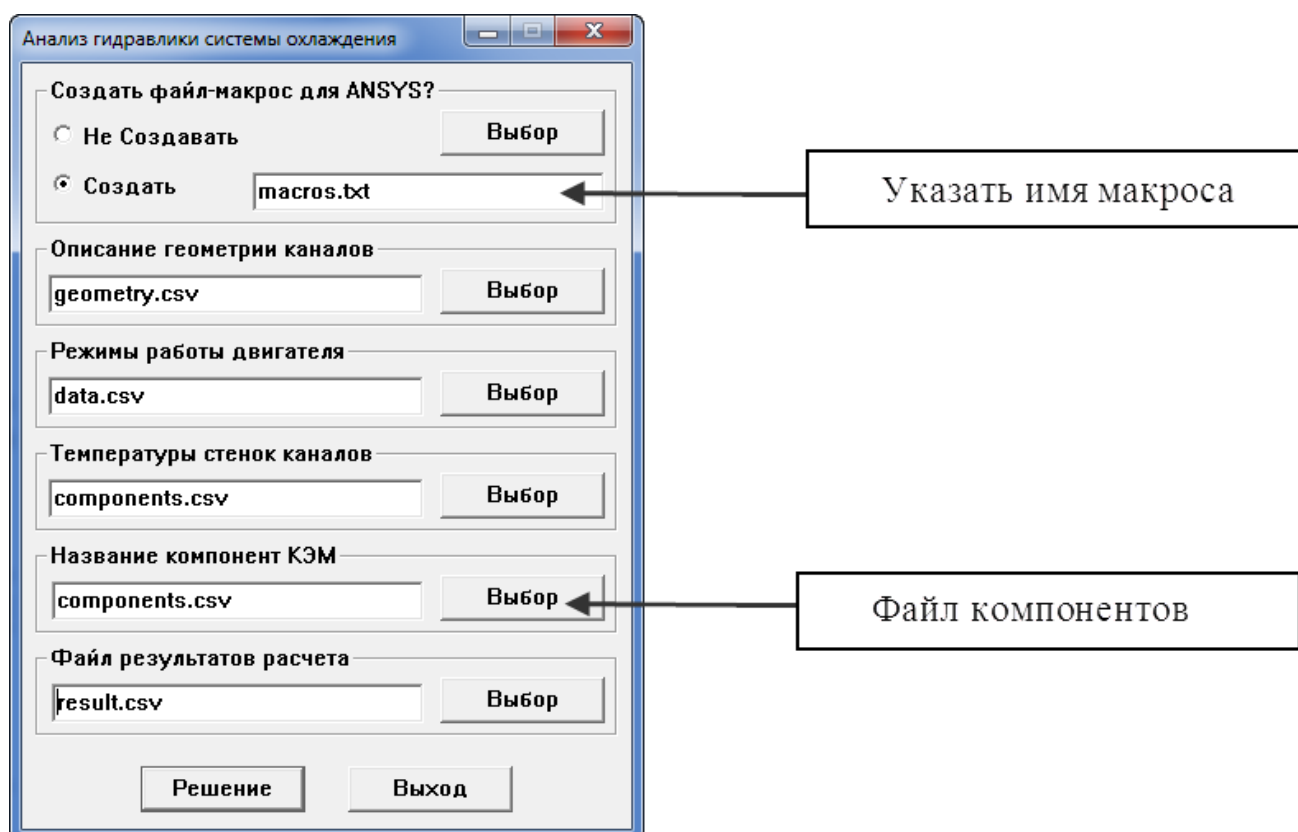 Анализ гидравлики системы охлаждения
Создать файл-макрос для ANSYS?
Не Создавать
Выбор
Создать
macros.txt
Указать имя макроса
Описание геометрии каналов
geometry.csv
Выбор
Режимы работы двигателя
data.csv
Выбор
Температуры стенок каналов
components.csv
Выбор
Название компонент КЭМ
components.csv
Выбор
Файл компонентов
Файл результатов расчета
result.csv
Выбор
Решение
Выход